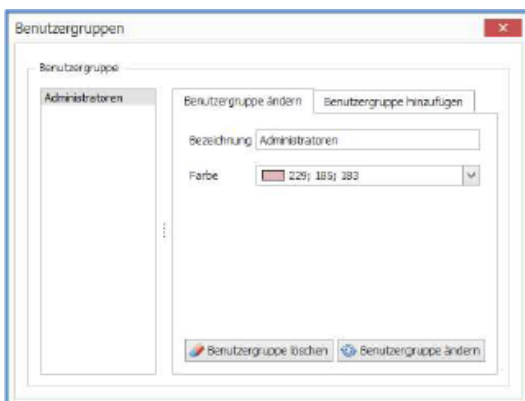 Benutzergruppen
Benutzergruppe
Administratoren
Benutzergruppe ändern Benutzergruppe hinzufügen
Bezeichnung Administratoren
Farbe 229; 185; 183
Benutzergruppe löschen Benutzergruppe ändern